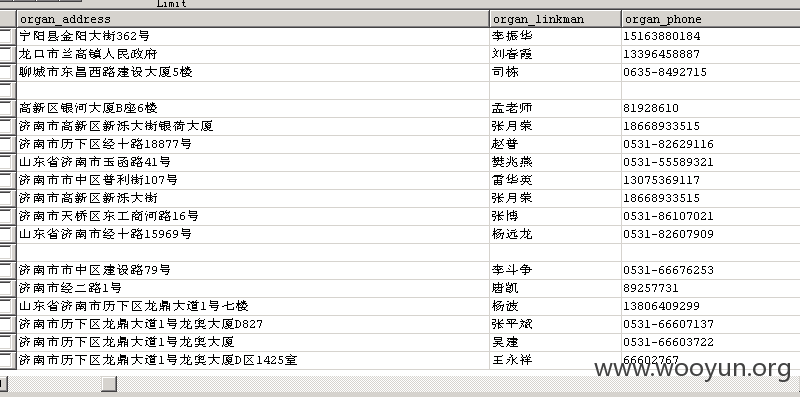 Limit
organ_address organ_linkman organ_phone
宁阳县金阳大街362号 李振华 15163880184
龙口市兰高镇人民政府 刘春霞 13396458887
聊城市东昌西路建设大厦5楼 司栋 0635-8492715
高新区银河大厦B座6楼 孟老师 81928610
济南市高新区新泺大街银荷大厦 张月荣 18668933515
济南市历下区经十路18877号 赵普 0531-82629116
山东省济南市玉函路41号 樊兆燕 0531-55589321
济南市市中区普利街107号 雷华英 13075369117
济南市高新区新泺大街 张月荣 18668933515
济南市天桥区东工商河路16号 张博 0531-86107021
山东省济南市经十路15969号 杨远龙 0531-82607909
济南市市中区建设路79号 李斗争 0531-66676253
济南市经二路1号 唐凯 89257731
山东省济南市历下区龙鼎大道1号七楼 杨波 13806409299
济南市历下区龙鼎大道1号龙奥大厦D827 张平斌 0531-66607137
济南市历下区龙鼎大道1号龙奥大厦 吴建 0531-66603722
济南市历下区龙鼎大道1号龙奥大厦D区1425室 王永祥 66602767
www.wooyun.org